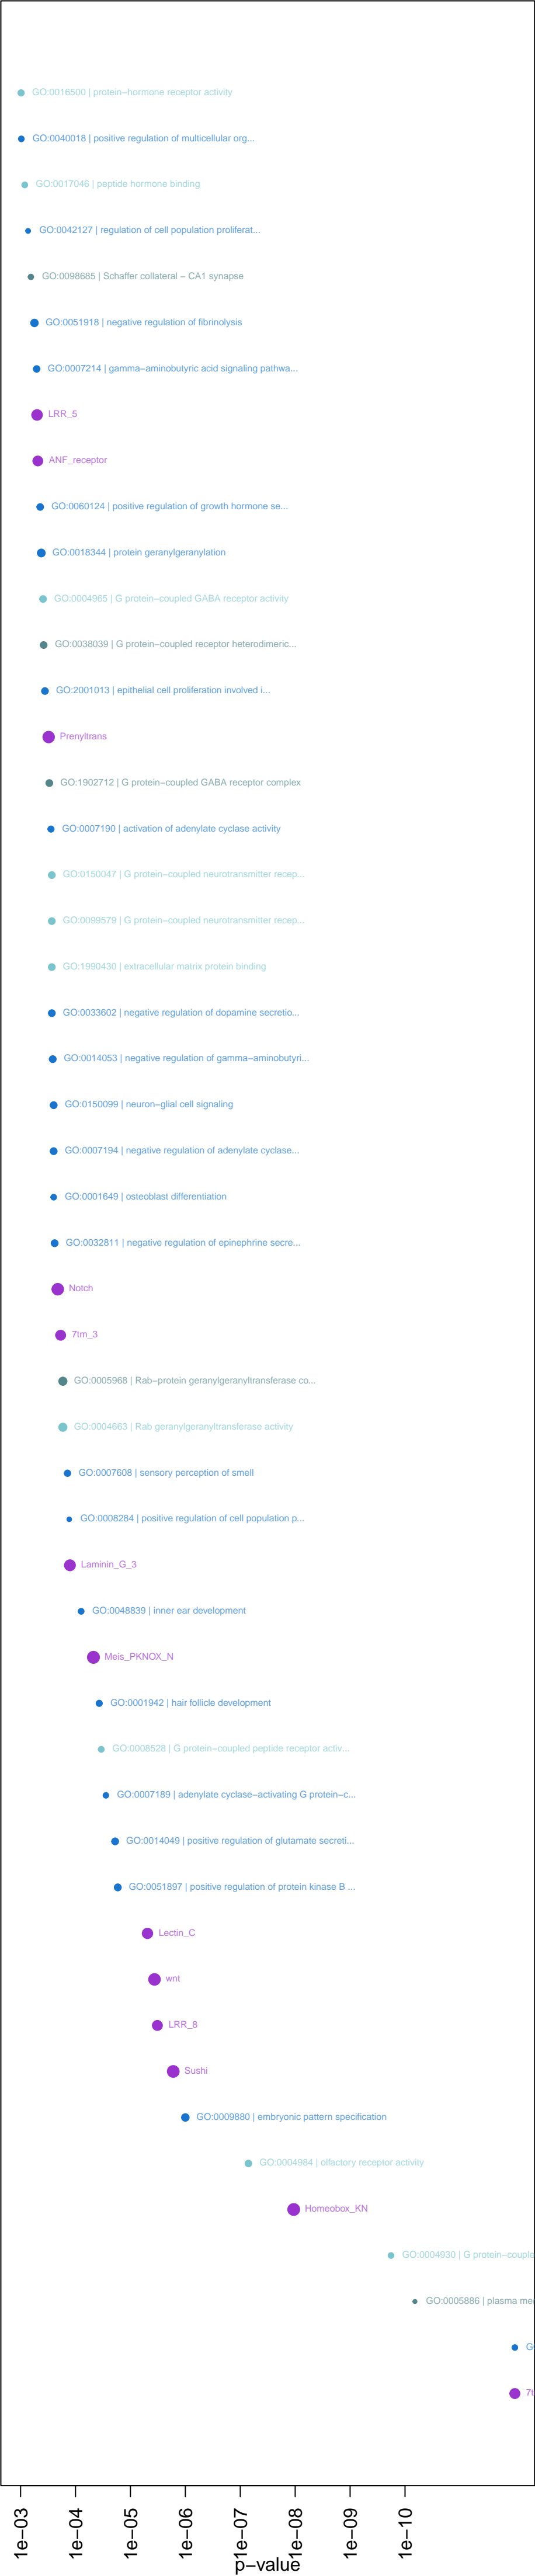 GO:0016500 | protein−hormone receptor activity
GO:0040018 | positive regulation of multicellular org...
GO:0017046 | peptide hormone binding
GO:0042127 | regulation of cell population proliferat...
GO:0098685 | Schaffer collateral − CA1 synapse
GO:0051918 | negative regulation of fibrinolysis
GO:0007214 | gamma−aminobutyric acid signaling pathwa...
LRR_5
ANF_receptor
GO:0060124 | positive regulation of growth hormone se...
GO:0018344 | protein geranylgeranylation
GO:0004965 | G protein−coupled GABA receptor activity
GO:0038039 | G protein−coupled receptor heterodimeric...
GO:2001013 | epithelial cell proliferation involved i...
Prenyltrans
GO:1902712 | G protein−coupled GABA receptor complex
GO:0007190 | activation of adenylate cyclase activity
GO:0150047 | G protein−coupled neurotransmitter recep...
GO:0099579 | G protein−coupled neurotransmitter recep...
GO:1990430 | extracellular matrix protein binding
GO:0033602 | negative regulation of dopamine secretio...
GO:0014053 | negative regulation of gamma−aminobutyri...
GO:0150099 | neuron−glial cell signaling
GO:0007194 | negative regulation of adenylate cyclase...
GO:0001649 | osteoblast differentiation
GO:0032811 | negative regulation of epinephrine secre...
Notch
7tm_3
GO:0005968 | Rab−protein geranylgeranyltransferase co...
GO:0004663 | Rab geranylgeranyltransferase activity
GO:0007608 | sensory perception of smell
GO:0008284 | positive regulation of cell population p...
Laminin_G_3
GO:0048839 | inner ear development
Meis_PKNOX_N
GO:0001942 | hair follicle development
GO:0008528 | G protein−coupled peptide receptor activ...
GO:0007189 | adenylate cyclase−activating G protein−c...
GO:0014049 | positive regulation of glutamate secreti...
GO:0051897 | positive regulation of protein kinase B ...
Lectin_C
wnt
LRR_8
Sushi
GO:0009880 | embryonic pattern specification
GO:0004984 | olfactory receptor activity
Homeobox_KN
GO:0004930 | G protein−couple
GO:0005886 | plasma me
G
7t
1e−03 1e−04 1e−05 1e−06 1e−07 1e−08 1e−09 1e−10
p−value